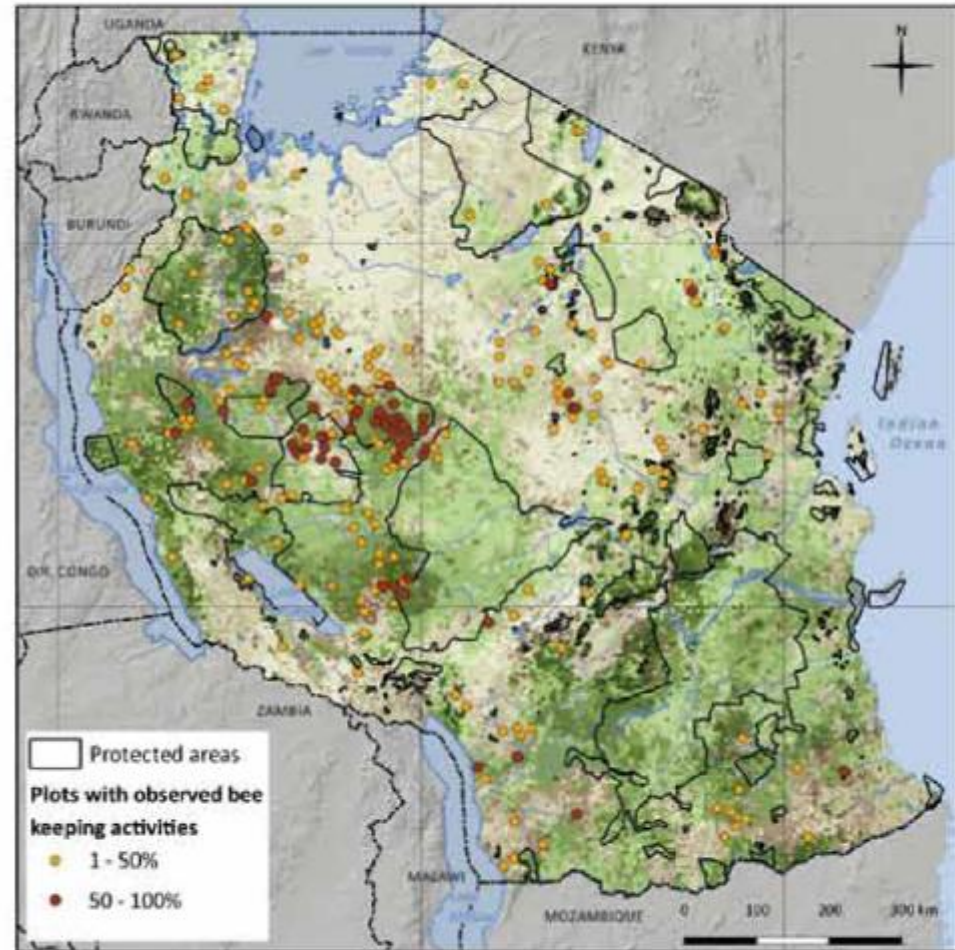 UGANDA
KENYA
N
RWANDA
BURUNDI
Indian
Ocean
D.R. CONGO
ZAMBIA
Protected areas
Plots with observed bee
keeping activities
1 - 50%
50 - 100%
MALAWI
MOZAMBIQUE
0 100 200 300 km